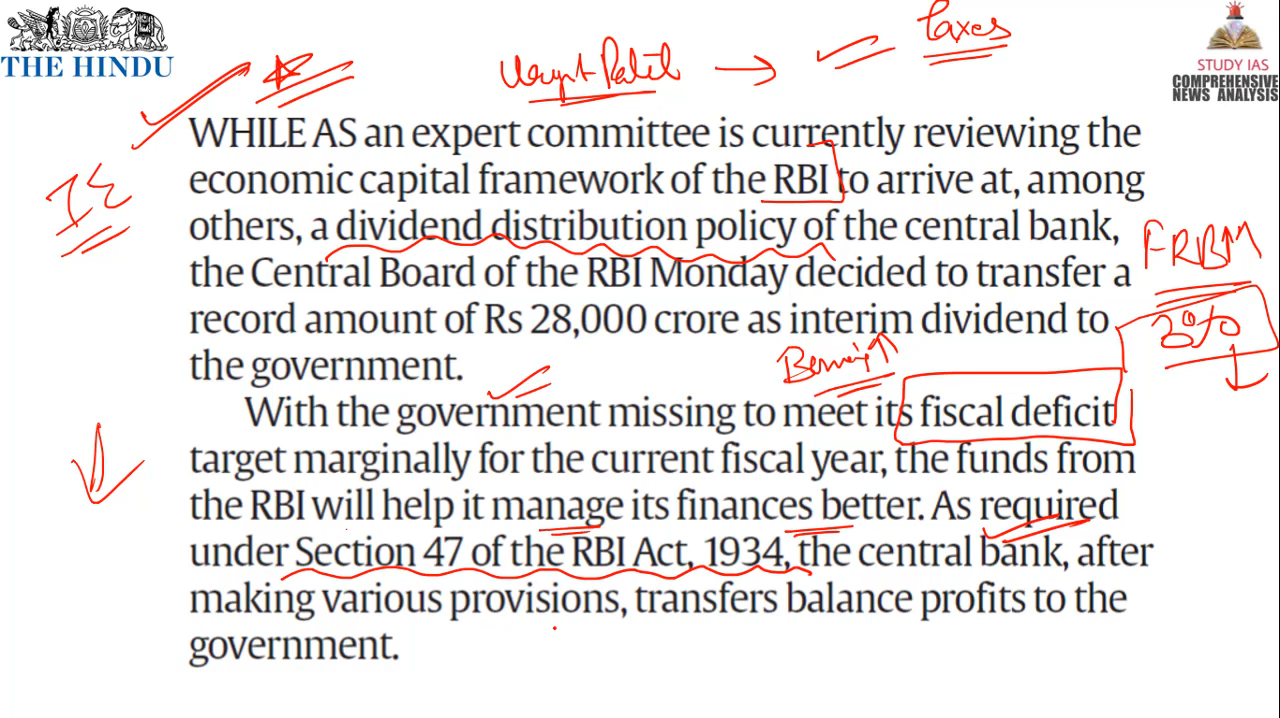 THE HINDU
Urjit Patel → taxes
STUDY IAS
COMPREHENSIVE
NEWS ANALYSIS
WHILE AS an expert committee is currently reviewing the
economic capital framework of the RBI to arrive at, among
others, a dividend distribution policy of the central bank,
the Central Board of the RBI Monday decided to transfer a
record amount of Rs 28,000 crore as interim dividend to
the government.
IE
FRBM
3%
With the government missing to meet its fiscal deficit
target marginally for the current fiscal year, the funds from
the RBI will help it manage its finances better. As required
under Section 47 of the RBI Act, 1934, the central bank, after
making various provisions, transfers balance profits to the
government.